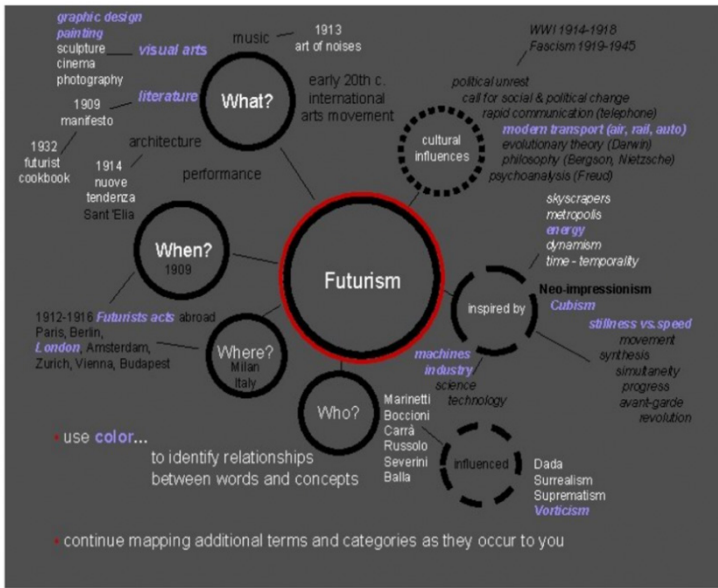 graphic design
painting
sculpture
cinema
photography
visual arts
literature
1909
manifesto
1932
futurist
cookbook
architecture
1914
nuove
tendenza
Sant 'Elia
performance
music
1913
art of noises
What?
early 20th c.
international
arts movement
WWI 1914-1918
Fascism 1919-1945
political unrest
call for social & political change
rapid communication (telephone)
modern transport (air, rail, auto)
evolutionary theory (Darwin)
philosophy (Bergson, Nietzsche)
psychoanalysis (Freud)
cultural
influences
When?
1909
Futurism
skyscrapers
metropolis
energy
dynamism
time - temporality
inspired by
Neo-impressionism
Cubism
stillness vs.speed
movement
synthesis
simultaneity
progress
avant-garde
revolution
machines
industry
science
technology
1912-1916 Futurists acts abroad
Paris, Berlin,
London, Amsterdam,
Zurich, Vienna, Budapest
Where?
Milan
Italy
Who?
Marinetti
Boccioni
Carrà
Russolo
Severini
Balla
influenced
Dada
Surrealism
Suprematism
Vorticism
• use color...
to identify relationships
between words and concepts
• continue mapping additional terms and categories as they occur to you